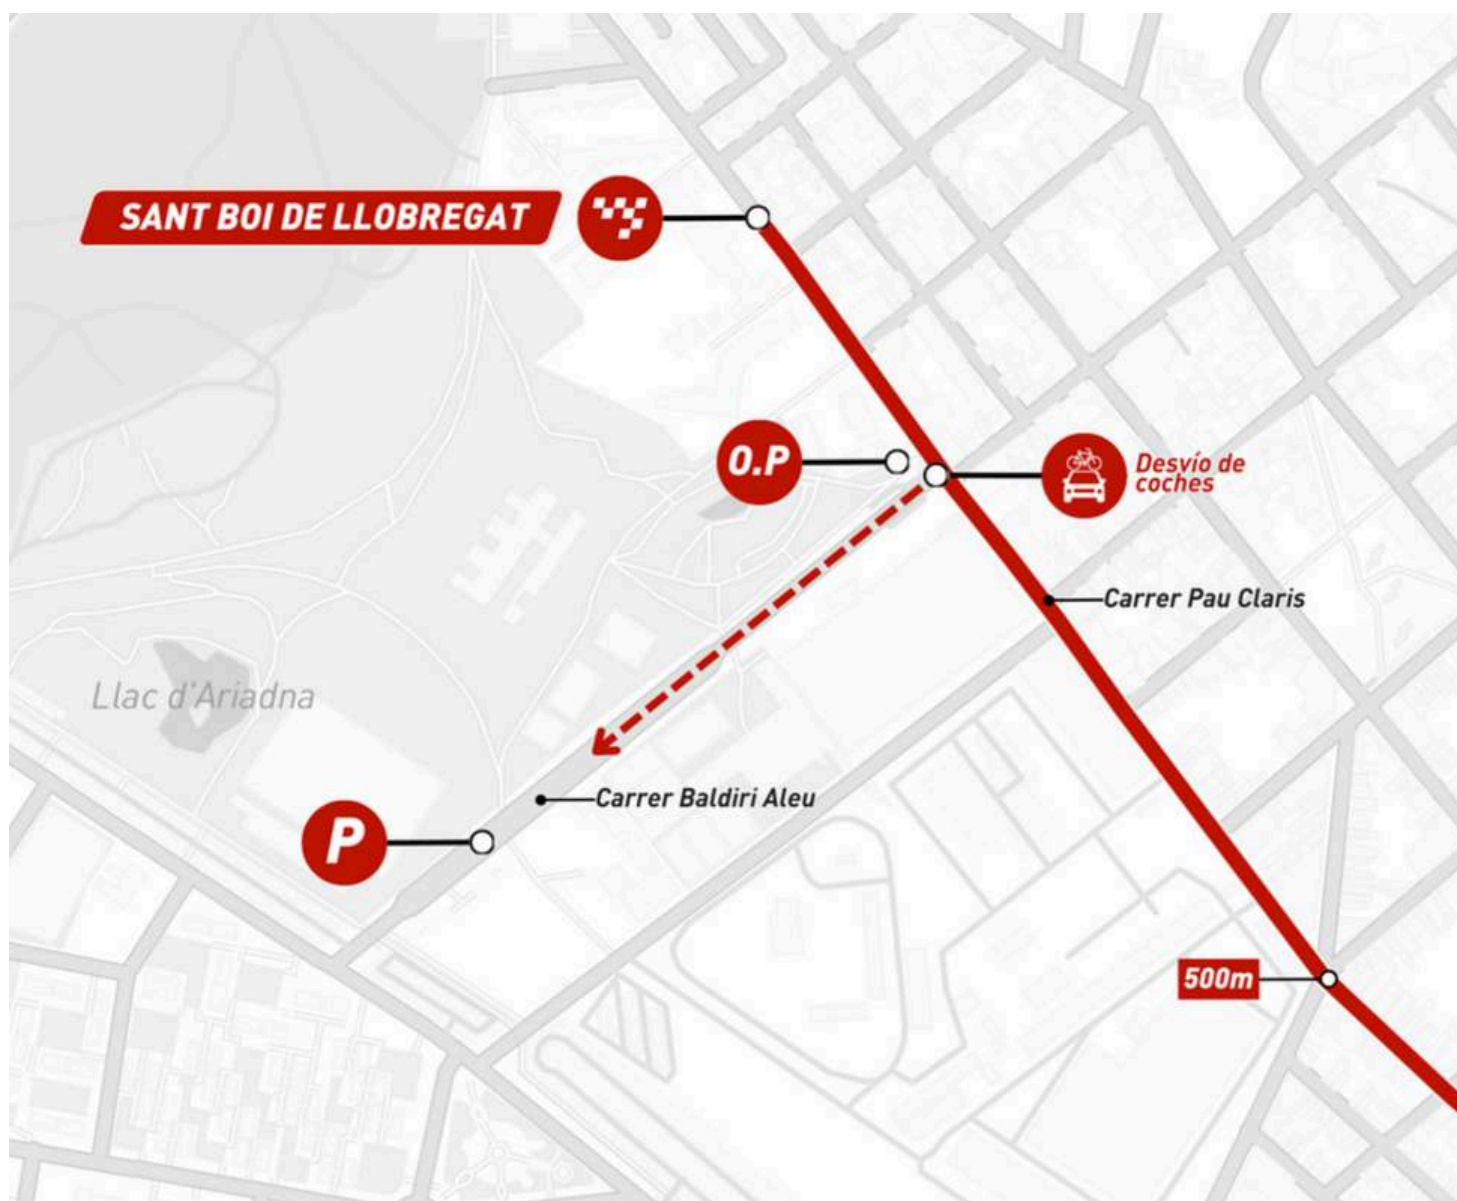 SANT BOI DE LLOBREGAT
O.P
Desvío de
coches
Carrer Pau Claris
Llac d'Ariadna
Carrer Baldiri Aleu
P
500m